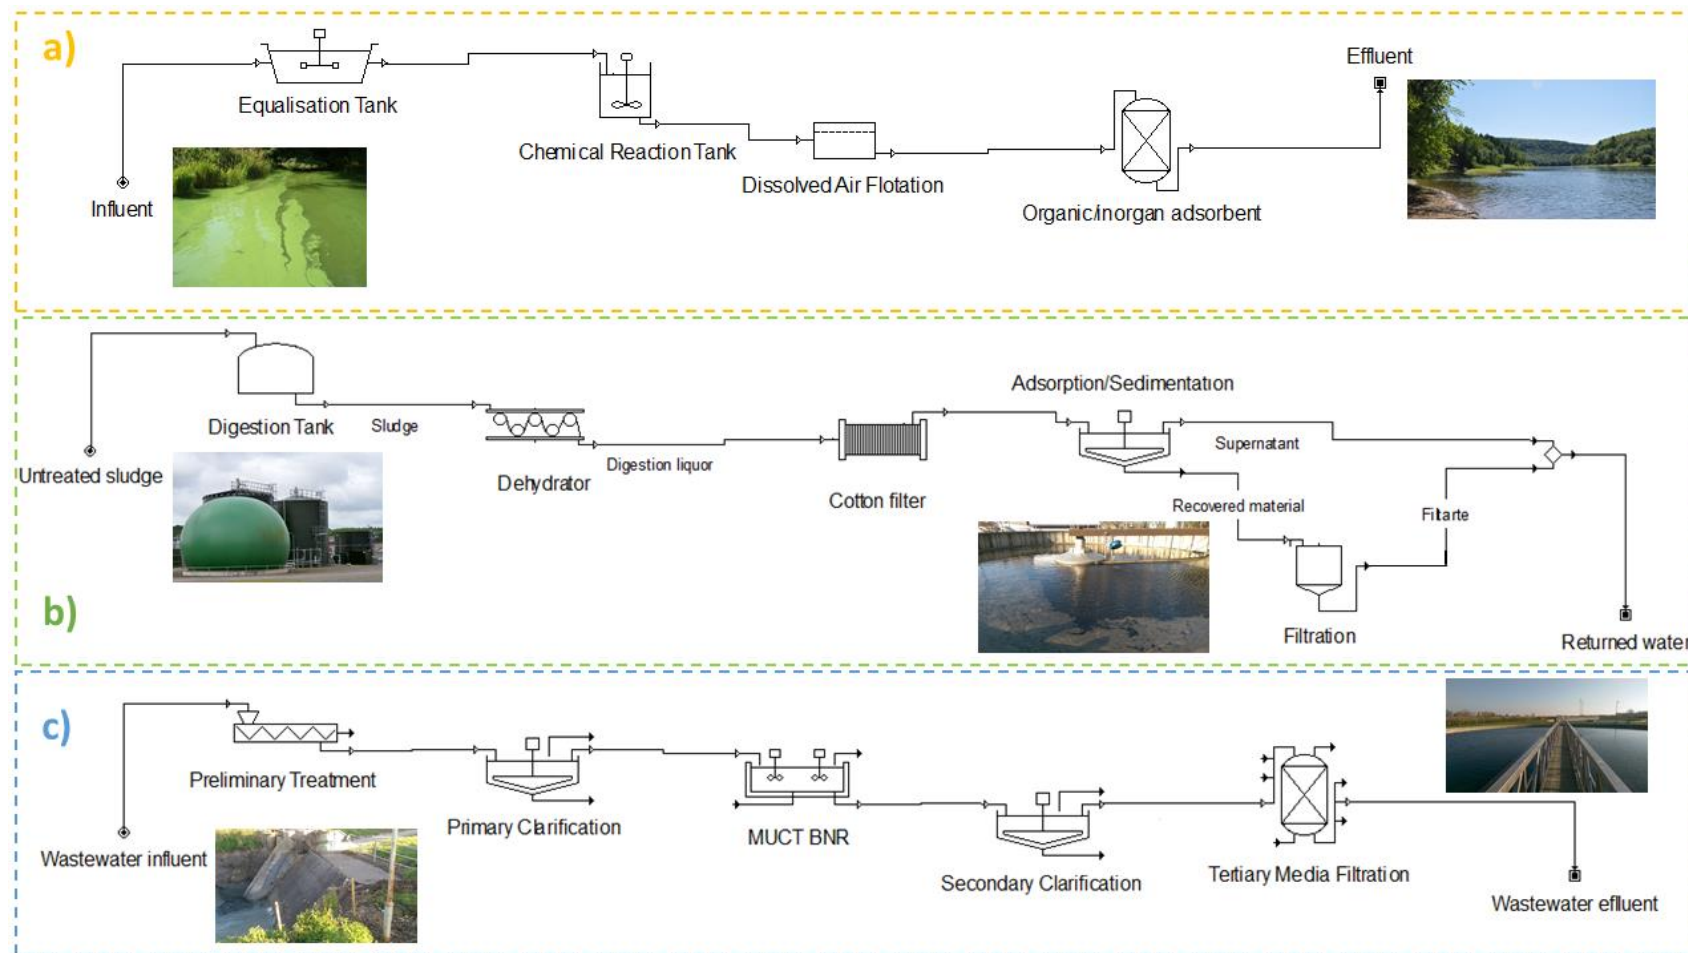 a)
Effluent
Equalisation Tank
Chemical Reaction Tank
Dissolved Air Flotation
Influent
Organic/inorgan adsorbent
Adsorption/Sedimentation
Digestion Tank
Sludge
Supernatant
Digestion liquor
Untreated sludge
Dehydrator
Cotton filter
Recovered material
Filtarte
b)
Filtration
Returned water
c)
Preliminary Treatment
Primary Clarification
MUCT BNR
Wastewater influent
Secondary Clarification
Tertiary Media Filtration
Wastewater efluent